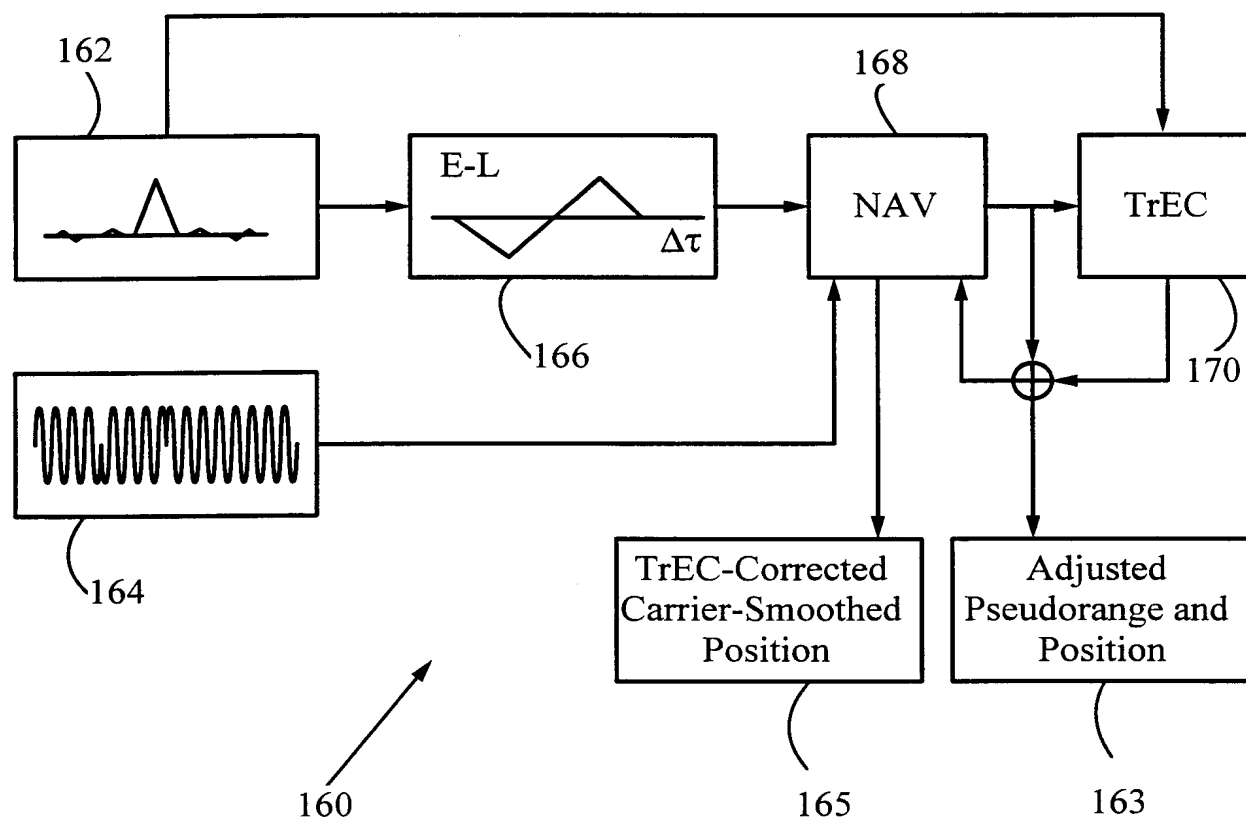 162
168
E-L
Δτ
NAV
TrEC
166
170
164
TrEC-Corrected
Carrier-Smoothed
Position
Adjusted
Pseudorange and
Position
160
165
163